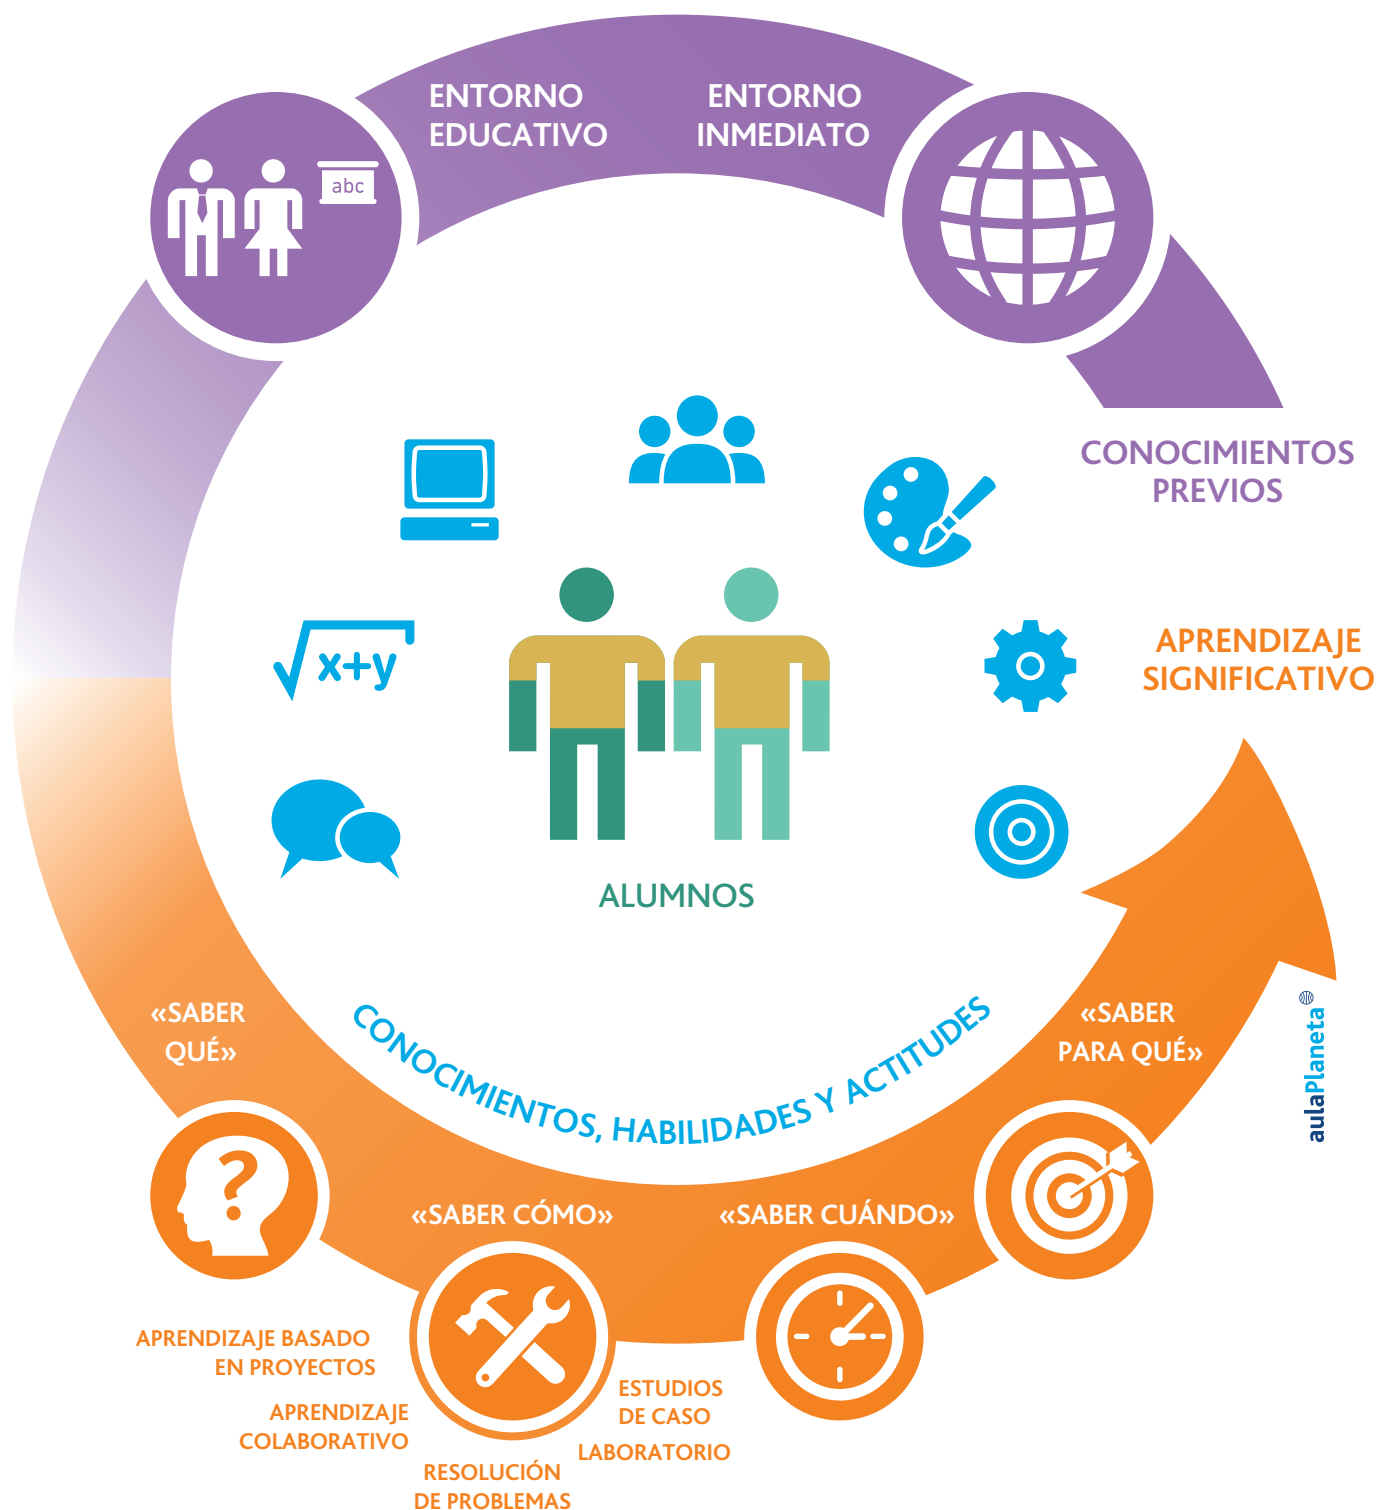 ENTORNO
EDUCATIVO
ENTORNO
INMEDIATO
abc
CONOCIMIENTOS
PREVIOS
x+y
APRENDIZAJE
SIGNIFICATIVO
ALUMNOS
CONOCIMIENTOS, HABILIDADES Y ACTITUDES
«SABER
QUÉ»
?
«SABER CÓMO»
«SABER CUÁNDO»
«SABER
PARA QUÉ»
aulaPlaneta
APRENDIZAJE BASADO
EN PROYECTOS
APRENDIZAJE
COLABORATIVO
RESOLUCIÓN
DE PROBLEMAS
ESTUDIOS
DE CASO
LABORATORIO